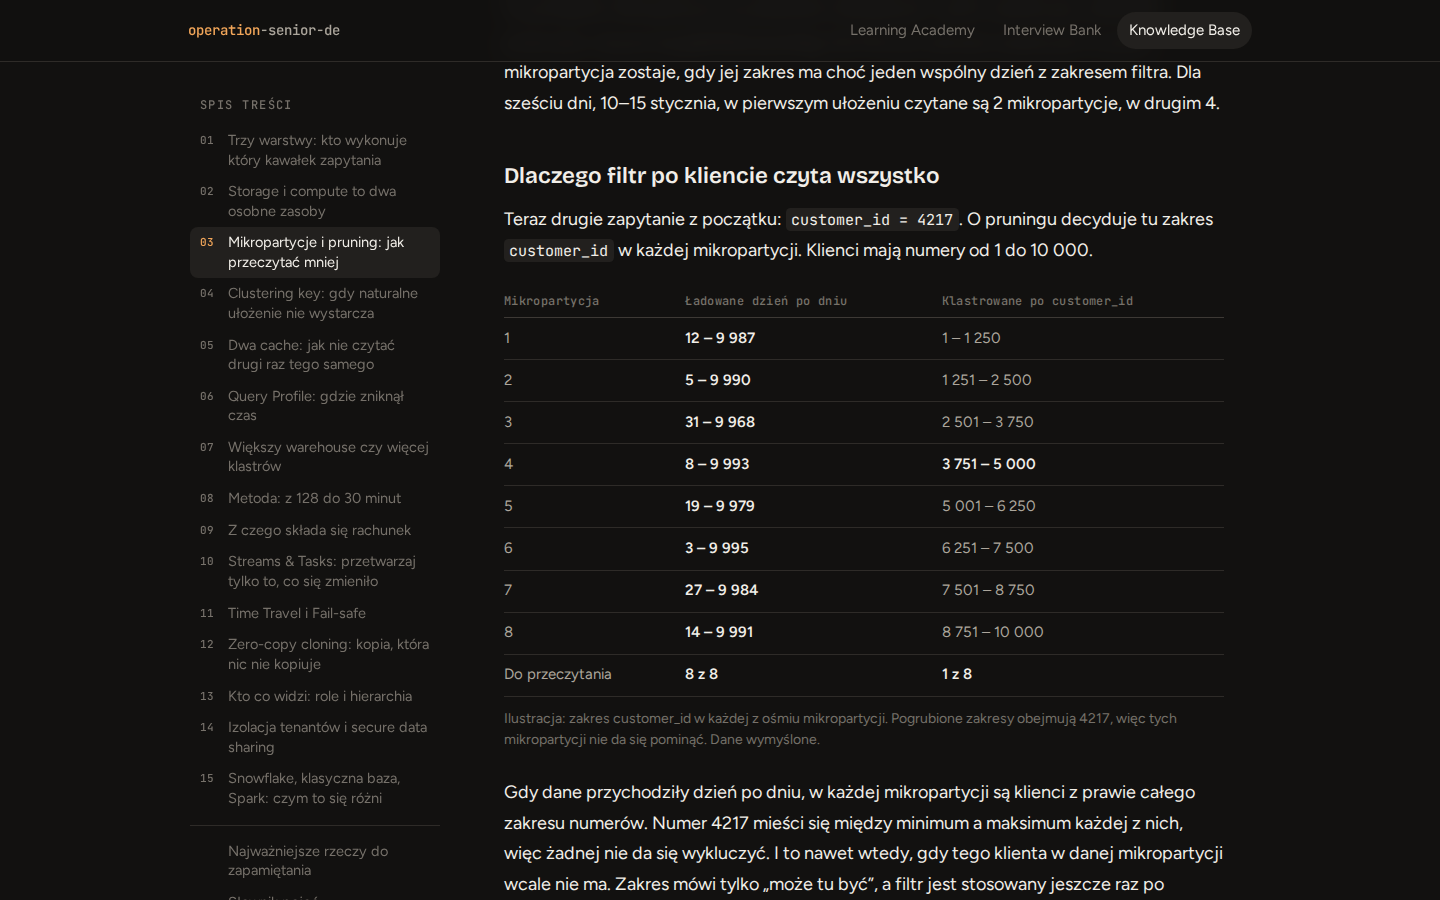 operation-senior-de
Learning Academy
Interview Bank
Knowledge Base
SPIS TREŚCI
01 Trzy warstwy: kto wykonuje
który kawałek zapytania
02 Storage i compute to dwa
osobne zasoby
03 Mikropartycje i pruning: jak
przeczytać mniej
04 Clustering key: gdy naturalne
ułożenie nie wystarcza
05 Dwa cache: jak nie czytać
drugi raz tego samego
06 Query Profile: gdzie zniknął
czas
07 Większy warehouse czy więcej
klastrów
08 Metoda: z 128 do 30 minut
09 Z czego składa się rachunek
10 Streams & Tasks: przetwarzaj
tylko to, co się zmieniło
11 Time Travel i Fail-safe
12 Zero-copy cloning: kopia, która
nic nie kopiuje
13 Kto co widzi: role i hierarchia
14 Izolacja tenantów i secure data
sharing
15 Snowflake, klasyczna baza,
Spark: czym to się różni
Najważniejsze rzeczy do
zapamiętania
mikropartycja zostaje, gdy jej zakres ma choć jeden wspólny dzień z zakresem filtra. Dla
sześciu dni, 10–15 stycznia, w pierwszym ułożeniu czytane są 2 mikropartycje, w drugim 4.
Dlaczego filtr po kliencie czyta wszystko
Teraz drugie zapytanie z początku: customer_id = 4217. O pruningu decyduje tu zakres
customer_id w każdej mikropartycji. Klienci mają numery od 1 do 10 000.
Mikropartycja Ładowane dzień po dniu Klastrowane po customer_id
1 12 – 9 987 1 – 1 250
2 5 – 9 990 1 251 – 2 500
3 31 – 9 968 2 501 – 3 750
4 8 – 9 993 3 751 – 5 000
5 19 – 9 979 5 001 – 6 250
6 3 – 9 995 6 251 – 7 500
7 27 – 9 984 7 501 – 8 750
8 14 – 9 991 8 751 – 10 000
Do przeczytania 8 z 8 1 z 8
Ilustracja: zakres customer_id w każdej z ośmiu mikropartycji. Pogrubione zakresy obejmują 4217, więc tych
mikropartycji nie da się pominąć. Dane wymyślone.
Gdy dane przychodziły dzień po dniu, w każdej mikropartycji są klienci z prawie całego
zakresu numerów. Numer 4217 mieści się między minimum a maksimum każdej z nich,
więc żadnej nie da się wykluczyć. I to nawet wtedy, gdy tego klienta w danej mikropartycji
wcale nie ma. Zakres mówi tylko „może tu być”, a filtr jest stosowany jeszcze raz po